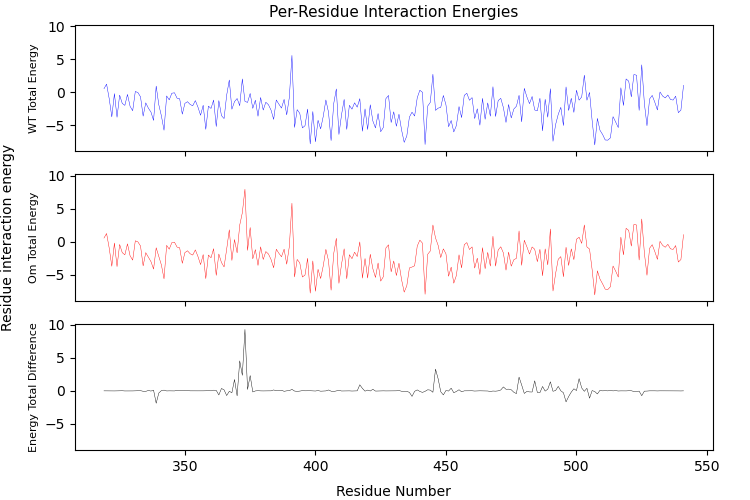 Per-Residue Interaction Energies
Residue interaction energy
WT Total Energy
10
5
0
−5
Om Total Energy
10
5
0
−5
Energy Total Difference
10
5
0
−5
350 400 450 500 550
Residue Number